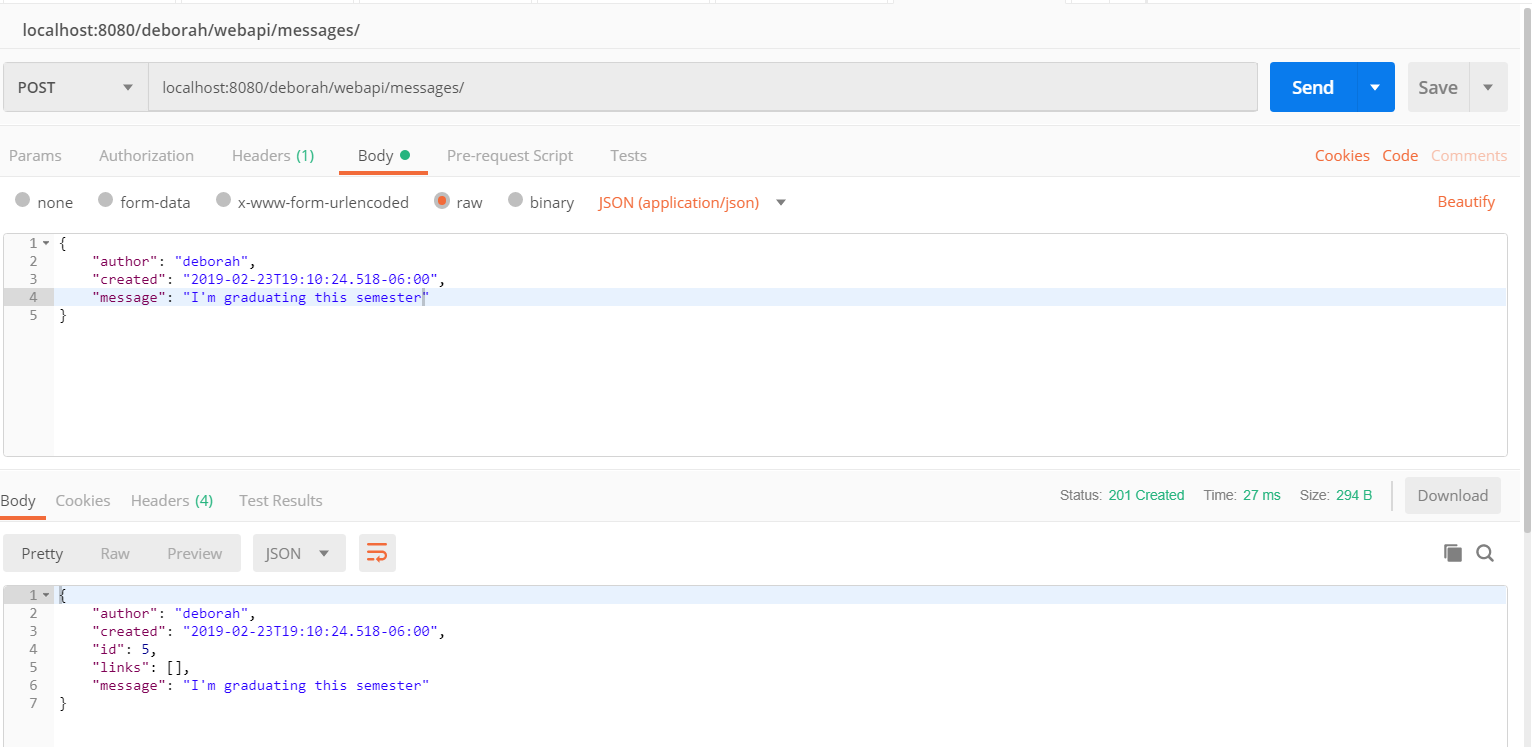 localhost:8080/deborah/webapi/messages/
POST localhost:8080/deborah/webapi/messages/ Send Save
Params Authorization Headers (1) Body Pre-request Script Tests Cookies Code Comments
none form-data x-www-form-urlencoded raw binary JSON (application/json) Beautify
1 {
2 "author": "deborah",
3 "created": "2019-02-23T19:10:24.518-06:00",
4 "message": "I'm graduating this semester"
5 }
Body Cookies Headers (4) Test Results Status: 201 Created Time: 27 ms Size: 294 B Download
Pretty Raw Preview JSON
1 {
2 "author": "deborah",
3 "created": "2019-02-23T19:10:24.518-06:00",
4 "id": 5,
5 "links": [],
6 "message": "I'm graduating this semester"
7 }